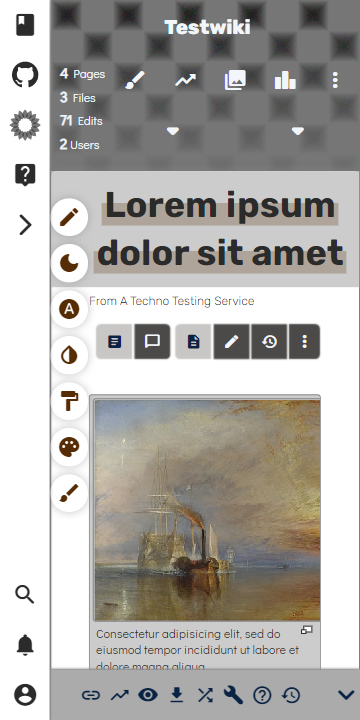 Testwiki
4 Pages
3 Files
71 Edits
2 Users
Lorem ipsum
dolor sit amet
From A Techno Testing Service
A
Consectetur adipisicing elit, sed do
eiusmod tempor incididunt ut labore et
dolore magna aliqua